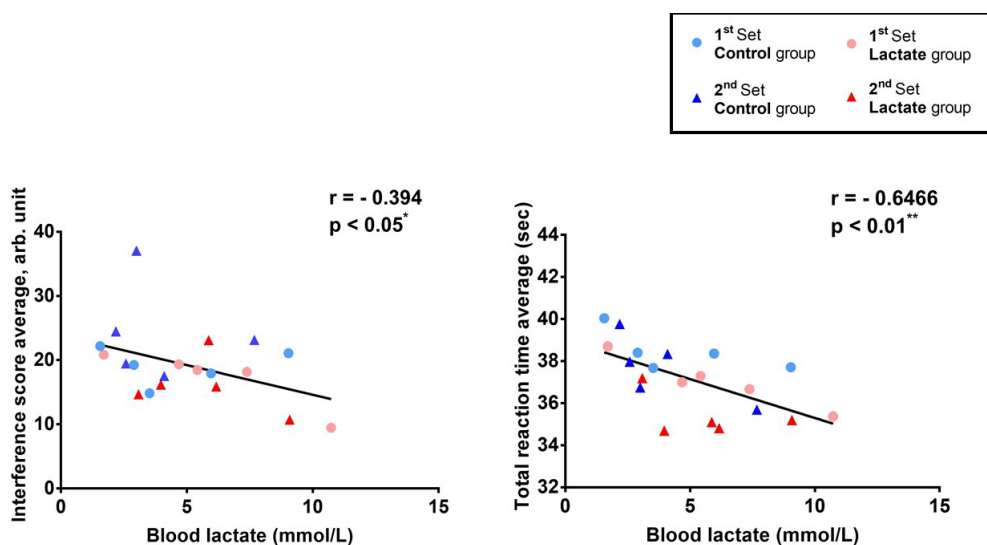 1st Set
Control group
1st Set
Lactate group
2nd Set
Control group
2nd Set
Lactate group
r = - 0.394
p < 0.05*
Interference score average, arb. unit
40
30
20
10
0
0
5
10
15
Blood lactate (mmol/L)
r = - 0.6466
p < 0.01**
Total reaction time average (sec)
44
42
40
38
36
34
32
0
5
10
15
Blood lactate (mmol/L)